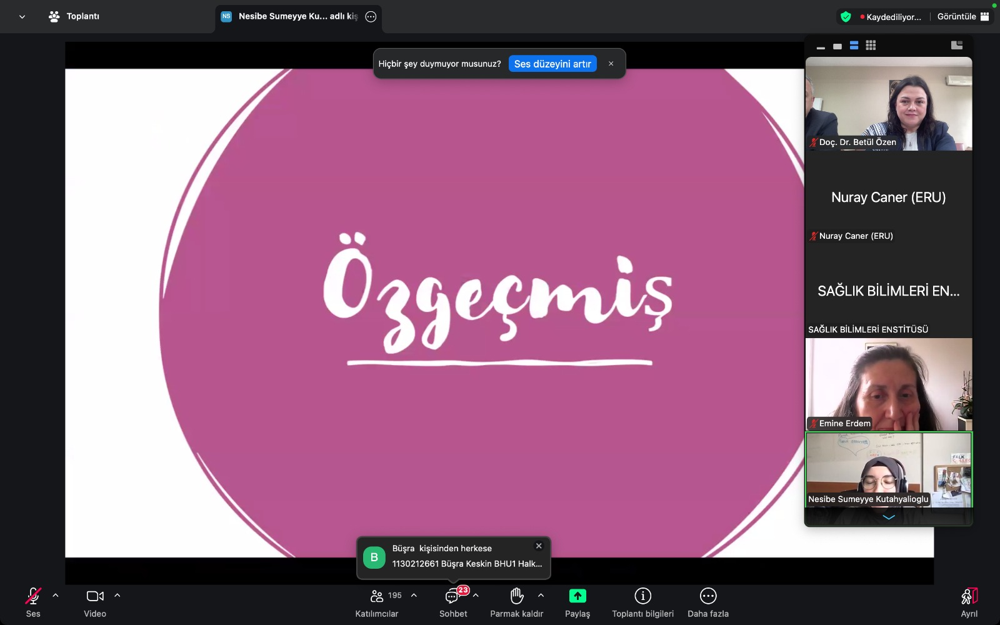 Toplantı
NS
Nesibe Sumeyye Ku... adlı kiş
Kaydediliyor...
Görüntüle
Hiçbir şey duymuyor musunuz?
Ses düzeyini artır
Doç. Dr. Betül Özen
Nuray Caner (ERU)
Nuray Caner (ERU)
SAĞLIK BİLİMLERİ EN...
SAĞLIK BİLİMLERİ ENSTİTÜSÜ
Emine Erdem
FALK
Nesibe Sumeyye Kutahyalioglu
Özgeçmiş
B
Büşra kişisinden herkese
1130212661 Büşra Keskin BHU1 Halk...
Ses
Video
195
Katılımcılar
23
Sohbet
Parmak kaldır
Paylaş
Toplantı bilgileri
Daha fazla
Ayrıl